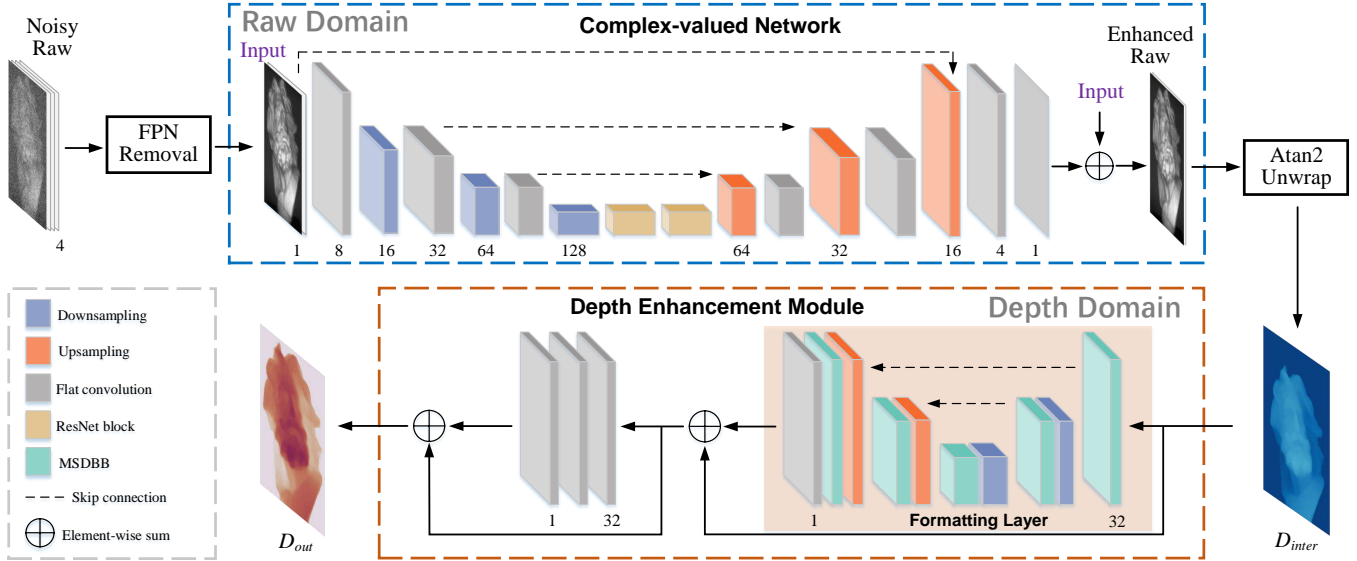 Noisy
Raw
4
FPN
Removal
Raw Domain
Complex-valued Network
Input
1
8
16
32
64
128
64
32
16
4
1
Input
Enhanced
Raw
Atan2
Unwrap
Downsampling
Upsampling
Flat convolution
ResNet block
MSDBB
Skip connection
Element-wise sum
D_out
Depth Enhancement Module
Depth Domain
1
32
1
Formatting Layer
32
D_inter